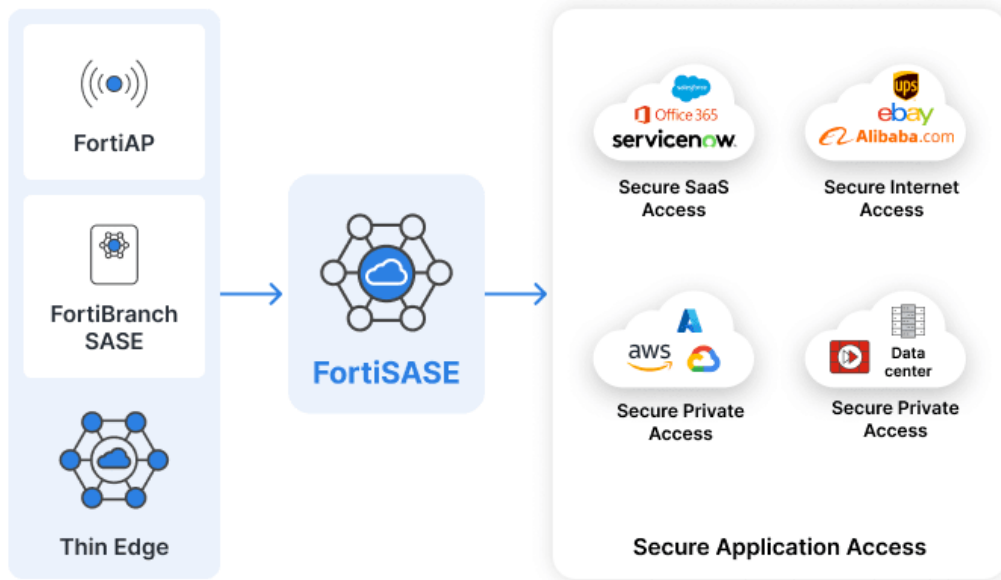 FortiAP
FortiBranch
SASE
Thin Edge
FortiSASE
salesforce
Office 365
servicenow.
Secure SaaS
Access
ups
ebay
Alibaba.com
Secure Internet
Access
aws
Secure Private
Access
Data
center
Secure Private
Access
Secure Application Access